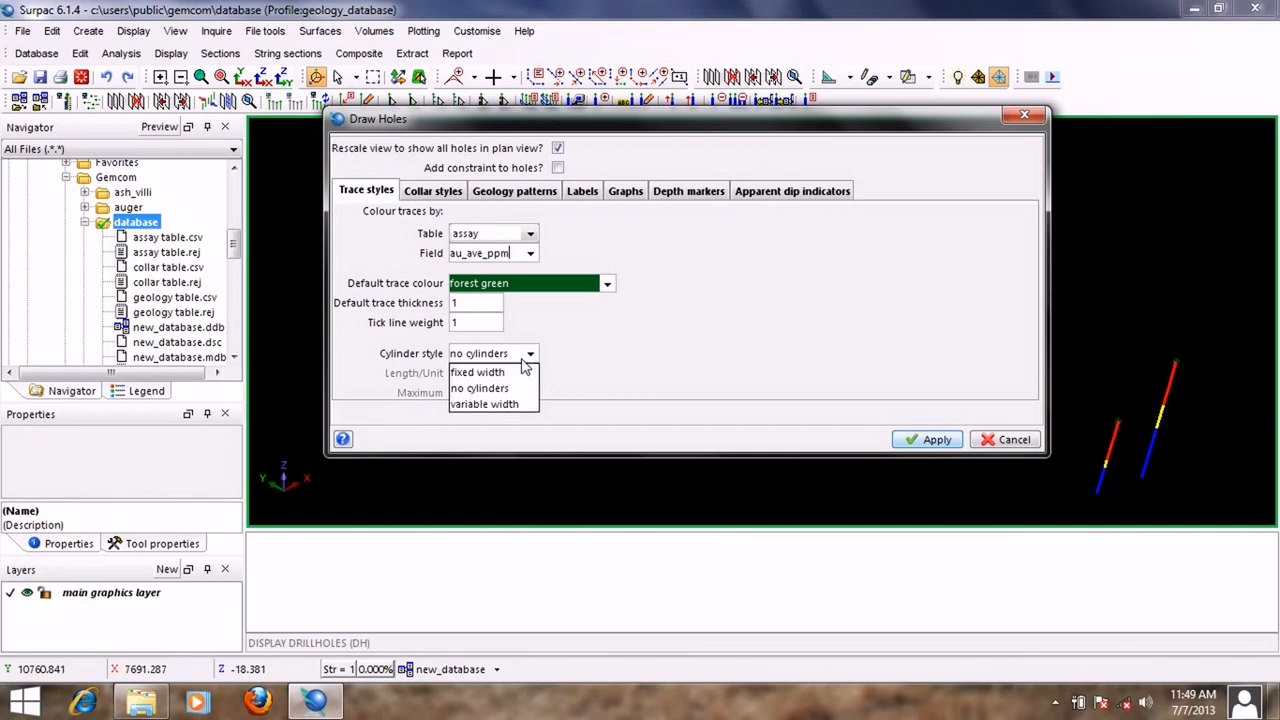 Surpac 6.1.4 - c:\users\public\gemcom\database (Profile:geology_database)
File Edit Create Display View Inquire File tools Surfaces Volumes Plotting Customise Help
Database Edit Analysis Display Sections String sections Composite Extract Report
Navigator Preview
All Files (*.*)
Favorites
Gemcom
ash_villi
auger
database
assay table.csv
assay table.rej
collar table.csv
collar table.rej
geology table.csv
geology table.rej
new_database.ddb
new_database.dsc
new_database.mdb
Navigator Legend
Properties
(Name)
(Description)
Properties Tool properties
Layers New
main graphics layer
Draw Holes
Rescale view to show all holes in plan view?
Add constraint to holes?
Trace styles Collar styles Geology patterns Labels Graphs Depth markers Apparent dip indicators
Colour traces by:
Table assay
Field au_ave_ppm
Default trace colour forest green
Default trace thickness 1
Tick line weight 1
Cylinder style no cylinders
Length/Unit fixed width
no cylinders
Maximum variable width
Apply Cancel
Z
Y X
DISPLAY DRILLHOLES (DH)
Y 10760.841 X 7691.287 Z -18.381 Str = 1 0.000% new_database
11:49 AM
7/7/2013